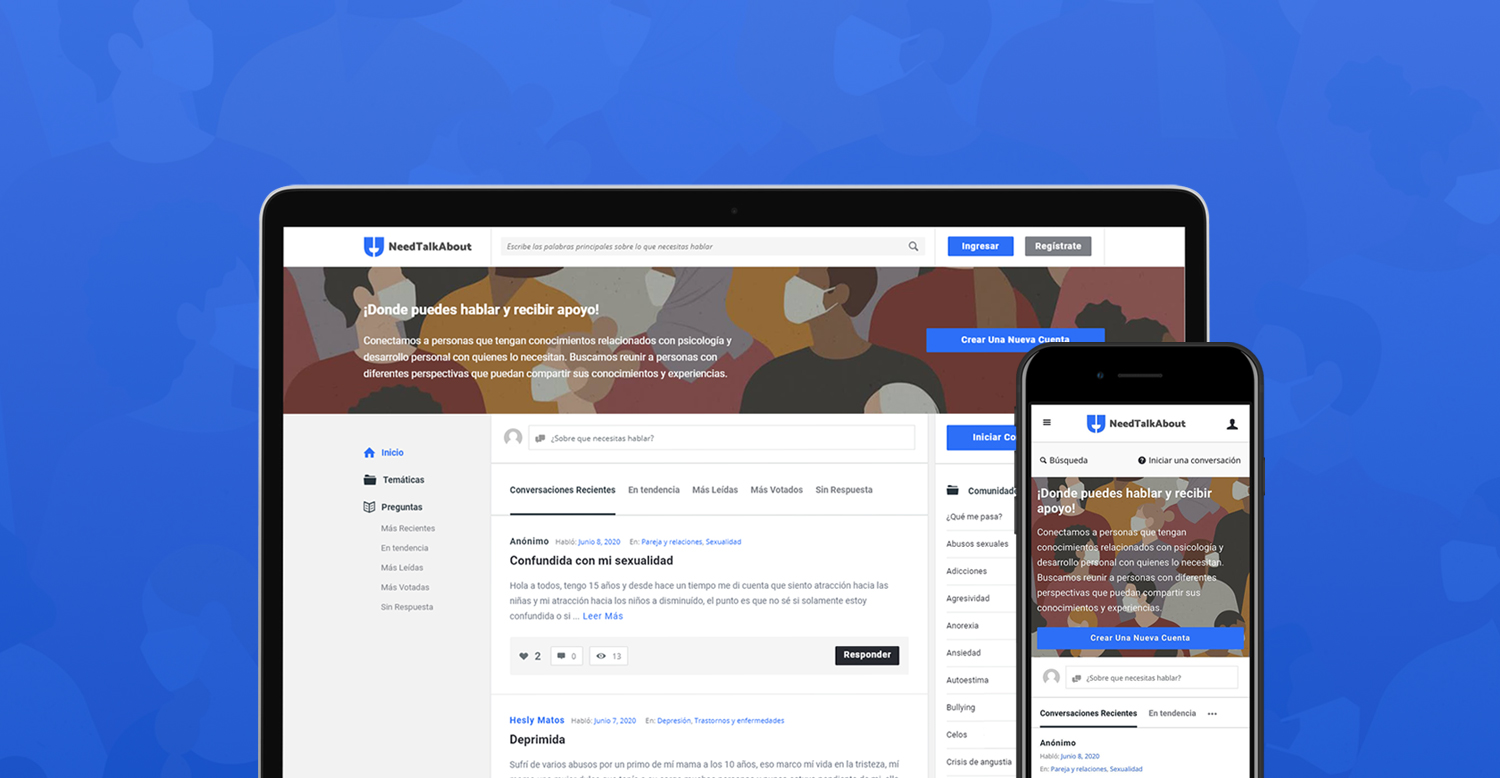 NeedTalkAbout
Escribe las palabras principales sobre lo que necesitas hablar
Ingresar
Regístrate
¡Donde puedes hablar y recibir apoyo!
Conectamos a personas que tengan conocimientos relacionados con psicología y
desarrollo personal con quienes lo necesitan. Buscamos reunir a personas con
diferentes perspectivas que puedan compartir sus conocimientos y experiencias.
Crear Una Nueva Cuenta
Inicio
Temáticas
Preguntas
Más Recientes
En tendencia
Más Leídas
Más Votadas
Sin Respuesta
¿Sobre que necesitas hablar?
Conversaciones Recientes En tendencia Más Leídas Más Votados Sin Respuesta
Anónimo Habló: Junio 8, 2020 En: Pareja y relaciones, Sexualidad
Confundida con mi sexualidad
Hola a todos, tengo 15 años y desde hace un tiempo me di cuenta que siento atracción hacia las
niñas y mi atracción hacia los niños a disminuído, el punto es que no sé si solamente estoy
confundida o si ... Leer Más
2 0 13
Responder
Hesly Matos Habló: Junio 7, 2020 En: Depresión, Trastornos y enfermedades
Deprimida
Sufrí de varios abusos por un primo de mí mama a los 10 años, eso marco mí vida en la tristeza, mí
Iniciar Co
Comunidad
¿Qué me pasa?
Abusos sexuales
Adicciones
Agresividad
Anorexia
Ansiedad
Autoestima
Bullying
Celos
Crisis de angustia
NeedTalkAbout
Búsqueda
Iniciar una conversación
¡Donde puedes hablar y recibir
apoyo!
Conectamos a personas que tengan
conocimientos relacionados con psicología y
desarrollo personal con quienes lo necesitan.
Buscamos reunir a personas con diferentes
perspectivas que puedan compartir sus
conocimientos y experiencias.
Crear Una Nueva Cuenta
¿Sobre que necesitas hablar?
Conversaciones Recientes En tendencia ...
Anónimo
Habló: Junio 8, 2020
En: Pareja y relaciones, Sexualidad